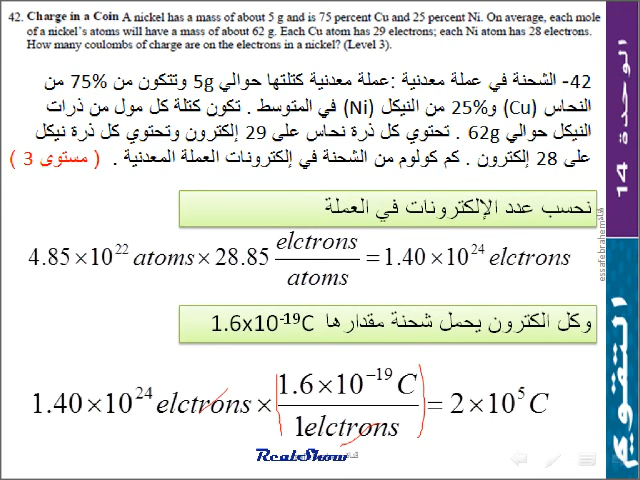 42. Charge in a Coin A nickel has a mass of about 5 g and is 75 percent Cu and 25 percent Ni. On average, each mole
of a nickel's atoms will have a mass of about 62 g. Each Cu atom has 29 electrons; each Ni atom has 28 electrons.
How many coulombs of charge are on the electrons in a nickel? (Level 3).
42- الشحنة في عملة معدنية :عملة معدنية كتلتها حوالي 5g وتتكون من %75 من
النحاس (Cu) و%25 من النيكل (Ni) في المتوسط . تكون كتلة كل مول من ذرات
النيكل حوالي 62g . تحتوي كل ذرة نحاس على 29 إلكترون وتحتوي كل ذرة نيكل
على 28 إلكترون . كم كولوم من الشحنة في إلكترونات العملة المعدنية . ( مستوى 3 )
نحسب عدد الإلكترونات في العملة
4.85×10^22 atoms×28.85 elctrons/atoms =1.40×10^24 elctrons
وكل الكترون يحمل شحنة مقدارها 1.6x10^-19C
1.40×10^24 elctrons×(1.6×10^-19 C/1elctrons)=2×10^5 C
الوحدة 14
التقويم
essafebrahem
RealeShow